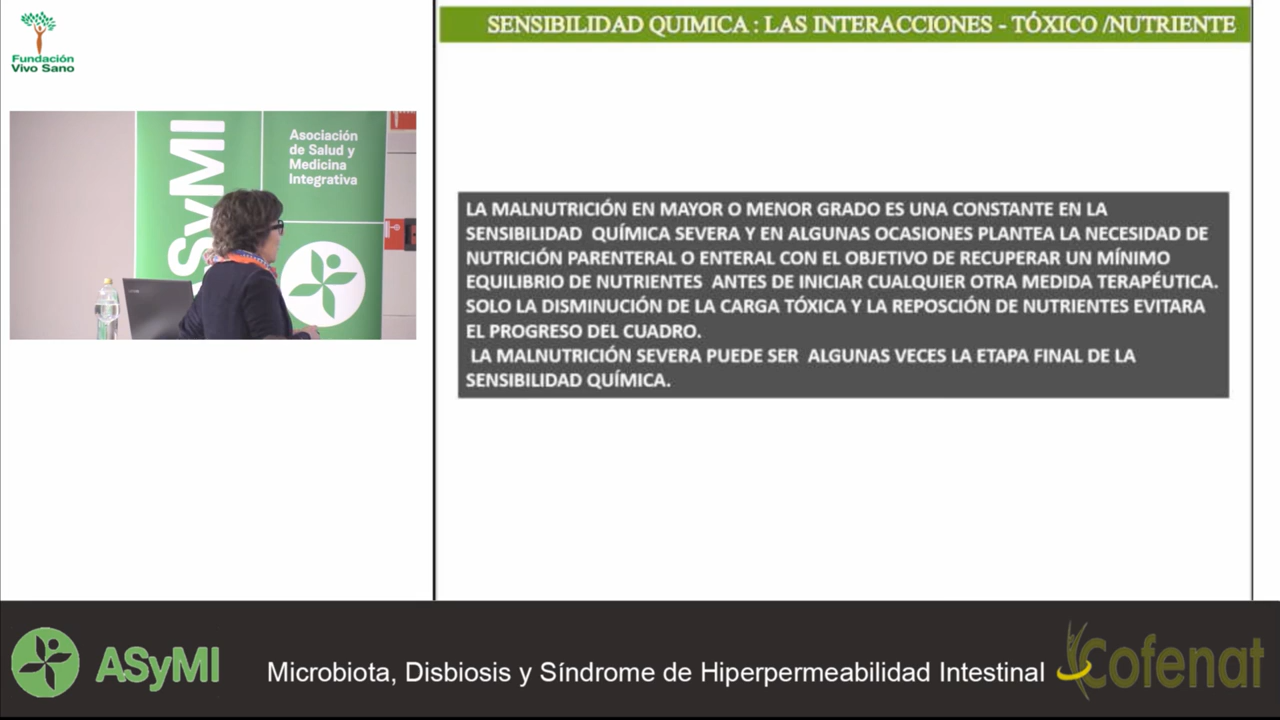 Fundación
Vivo Sano
ASyMI
Asociación
de Salud y
Medicina
Integrativa
SENSIBILIDAD QUIMICA : LAS INTERACCIONES - TÓXICO /NUTRIENTE
LA MALNUTRICIÓN EN MAYOR O MENOR GRADO ES UNA CONSTANTE EN LA
SENSIBILIDAD QUÍMICA SEVERA Y EN ALGUNAS OCASIONES PLANTEA LA NECESIDAD DE
NUTRICIÓN PARENTERAL O ENTERAL CON EL OBJETIVO DE RECUPERAR UN MÍNIMO
EQUILIBRIO DE NUTRIENTES ANTES DE INICIAR CUALQUIER OTRA MEDIDA TERAPÉUTICA.
SOLO LA DISMINUCIÓN DE LA CARGA TÓXICA Y LA REPOSCIÓN DE NUTRIENTES EVITARA
EL PROGRESO DEL CUADRO.
LA MALNUTRICIÓN SEVERA PUEDE SER ALGUNAS VECES LA ETAPA FINAL DE LA
SENSIBILIDAD QUÍMICA.
ASyMI
Microbiota, Disbiosis y Síndrome de Hiperpermeabilidad Intestinal
Cofenat